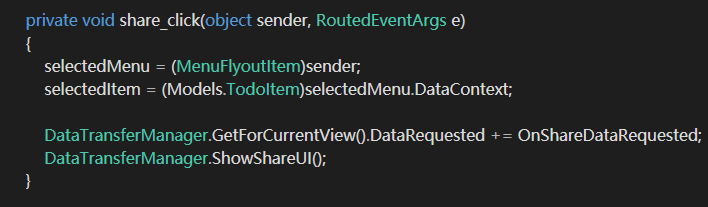 private void share_click(object sender, RoutedEventArgs e)
{
selectedMenu = (MenuFlyoutItem)sender;
selectedItem = (Models.TodoItem)selectedMenu.DataContext;
DataTransferManager.GetForCurrentView().DataRequested += OnShareDataRequested;
DataTransferManager.ShowShareUI();
}